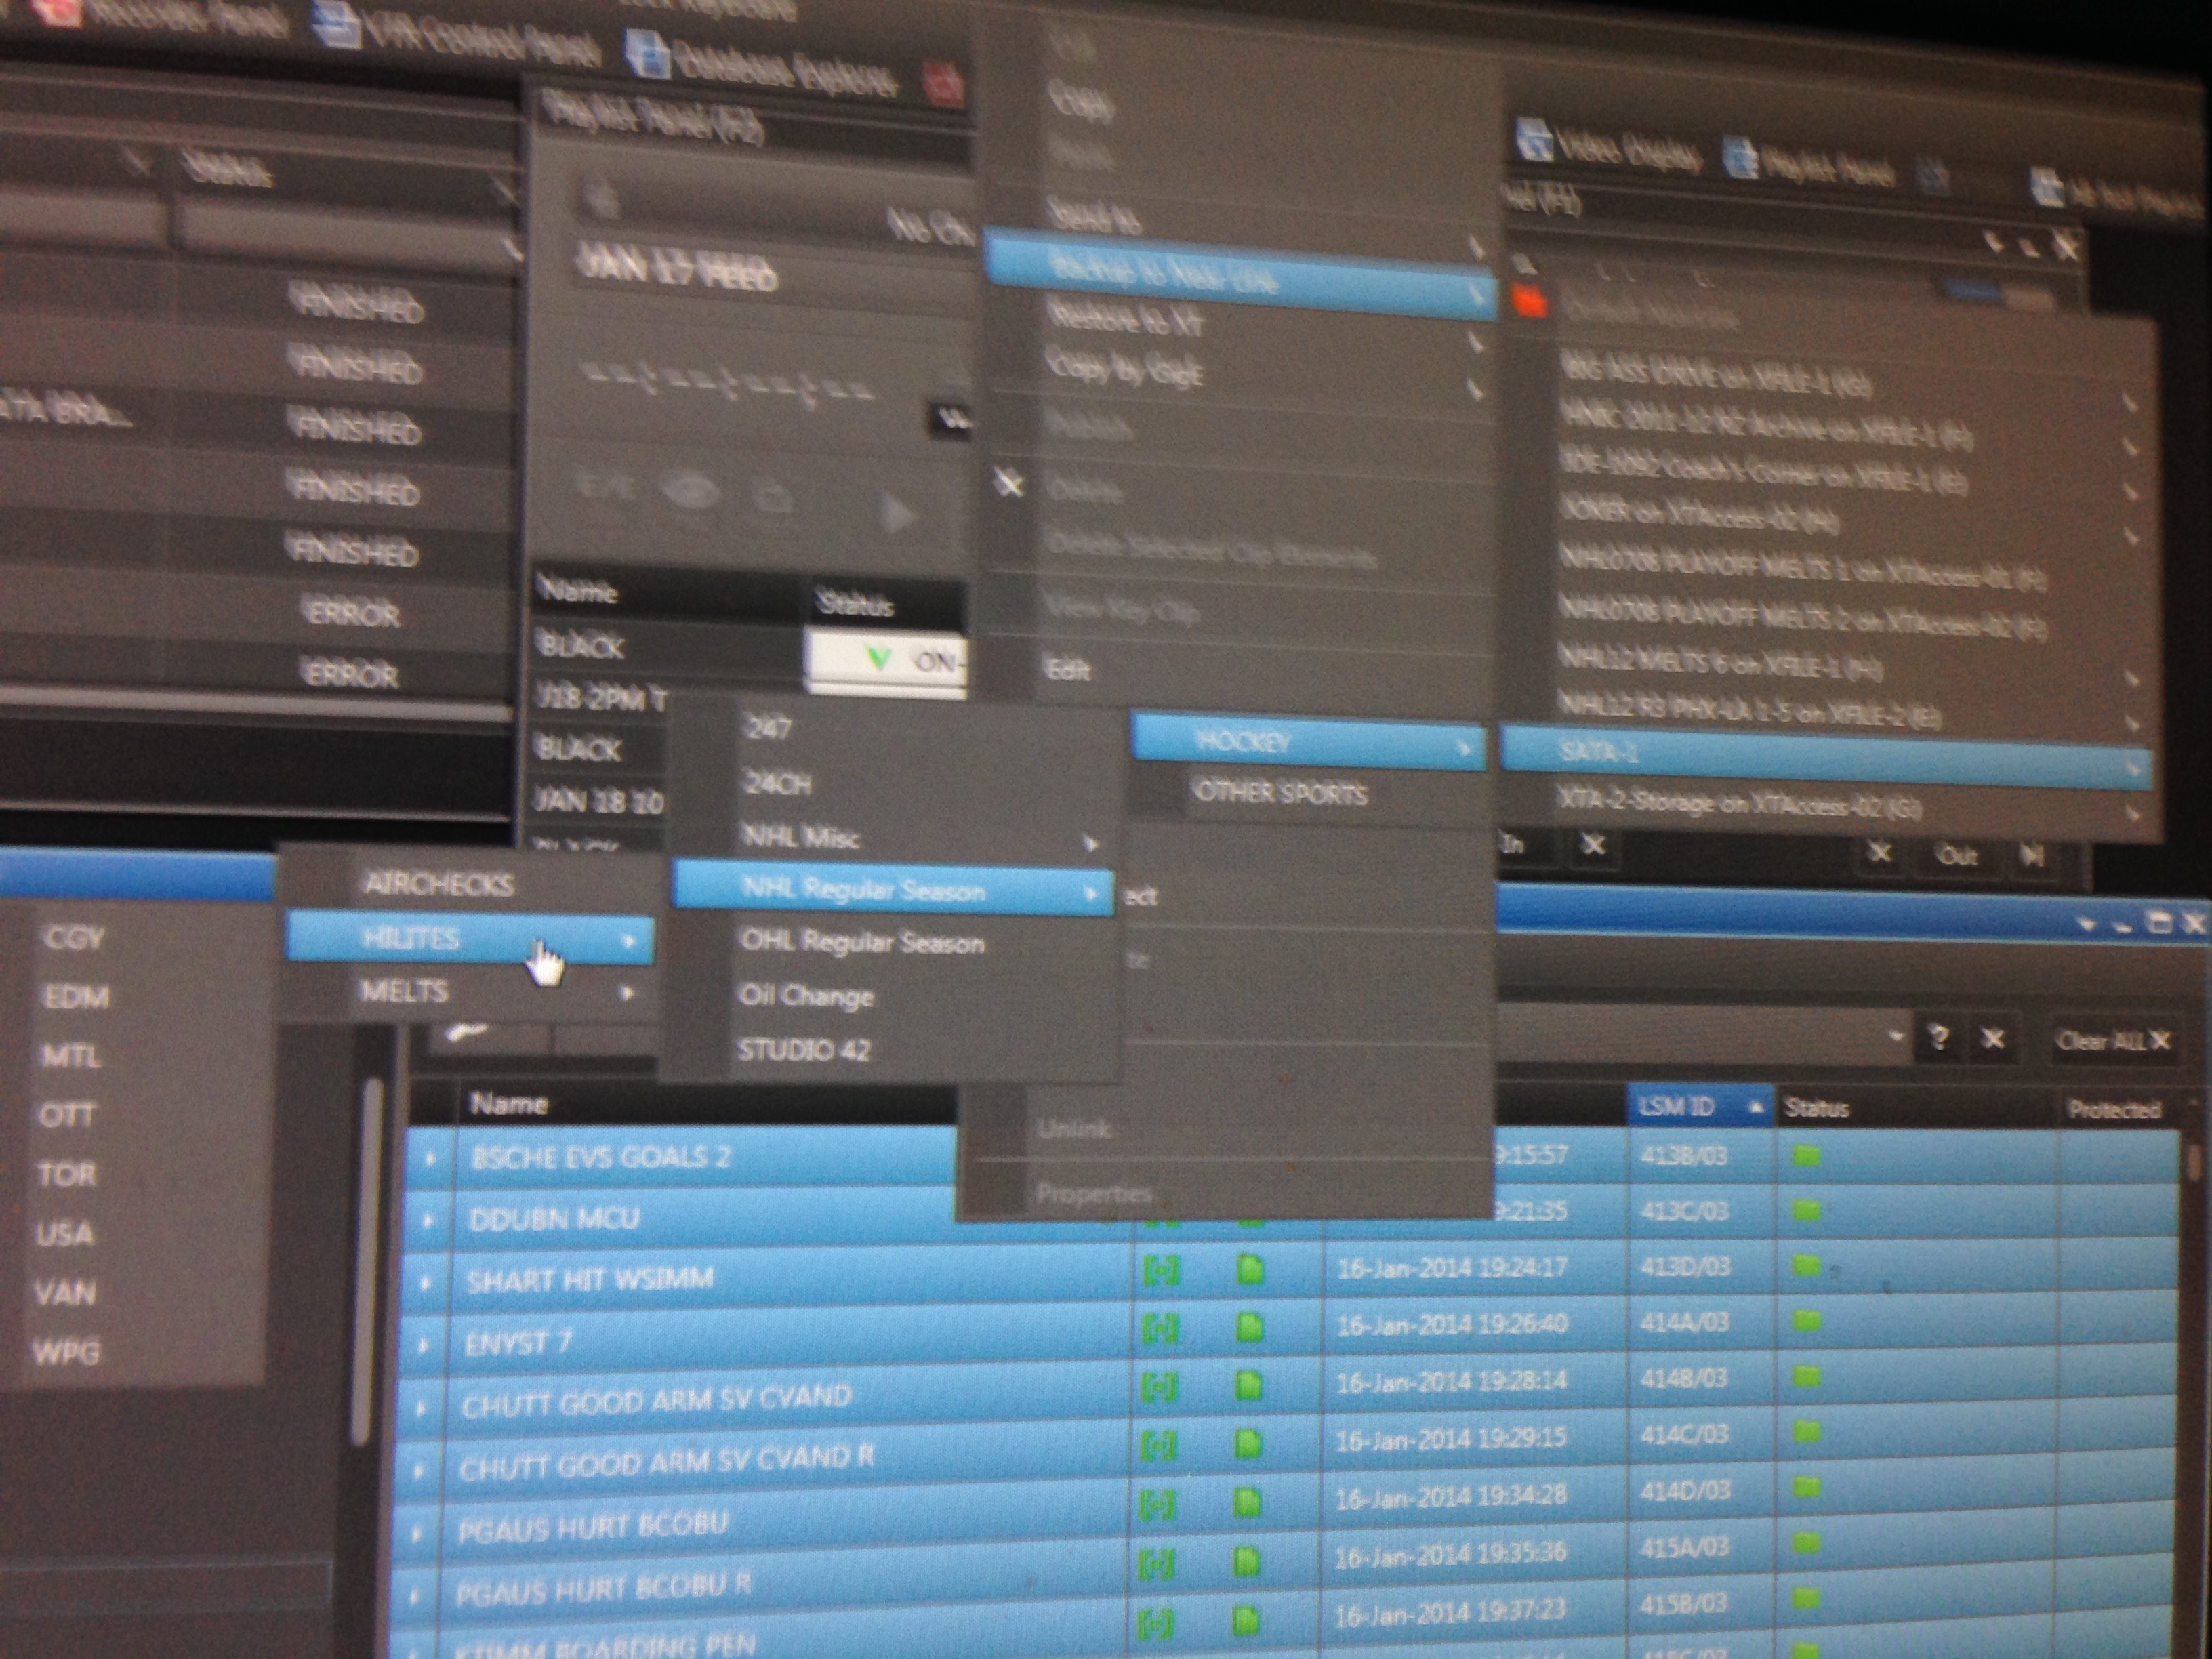 Recorder Panel
VTR Control Panel
Database Explorer
Video Display
Playlist Panel
Status
FINISHED
FINISHED
ATA BRA...
FINISHED
FINISHED
FINISHED
ERROR
ERROR
Playlist Panel (F2)
No Ch
JAN 17 FEED
Name
Status
BLACK
ON-
J18-2PM T
BLACK
JAN 18 10
BLACK
Copy
Send to
Backup to Near Line
Restore to XT
Copy by GigE
Publish
Delete
Delete Selected Clip Elements
View Key Clip
Edit
ect
te
Unlink
Properties
BIG ASS DRIVE on XFILE-1 (G)
HNIC 2011-12 R2 Archive on XFILE-1 (F)
IDE-1092 Coach's Corner on XFILE-1 (E)
JOKER on XTAccess-02 (H)
NHL0708 PLAYOFF MELTS 1 on XTAccess-01 (F)
NHL0708 PLAYOFF MELTS 2 on XTAccess-02 (F)
NHL12 MELTS 6 on XFILE-1 (H)
NHL12 R3 PHX-LA 1-5 on XFILE-2 (E)
SATA-1
XTA-2-Storage on XTAccess-02 (G)
HOCKEY
OTHER SPORTS
247
24CH
NHL Misc
NHL Regular Season
OHL Regular Season
Oil Change
STUDIO 42
AIRCHECKS
HILITES
MELTS
CGY
EDM
MTL
OTT
TOR
USA
VAN
WPG
In
Out
? Clear ALL
Name LSM ID Status Protected
BSCHE EVS GOALS 2 9:15:57 413B/03
DDUBN MCU 9:21:35 413C/03
SHART HIT WSIMM 16-Jan-2014 19:24:17 413D/03
ENYST 7 16-Jan-2014 19:26:40 414A/03
CHUTT GOOD ARM SV CVAND 16-Jan-2014 19:28:14 414B/03
CHUTT GOOD ARM SV CVAND R 16-Jan-2014 19:29:15 414C/03
PGAUS HURT BCOBU 16-Jan-2014 19:34:28 414D/03
PGAUS HURT BCOBU R 16-Jan-2014 19:35:36 415A/03
BOARDING PEN 16-Jan-2014 19:37:23 415B/03
415C/03